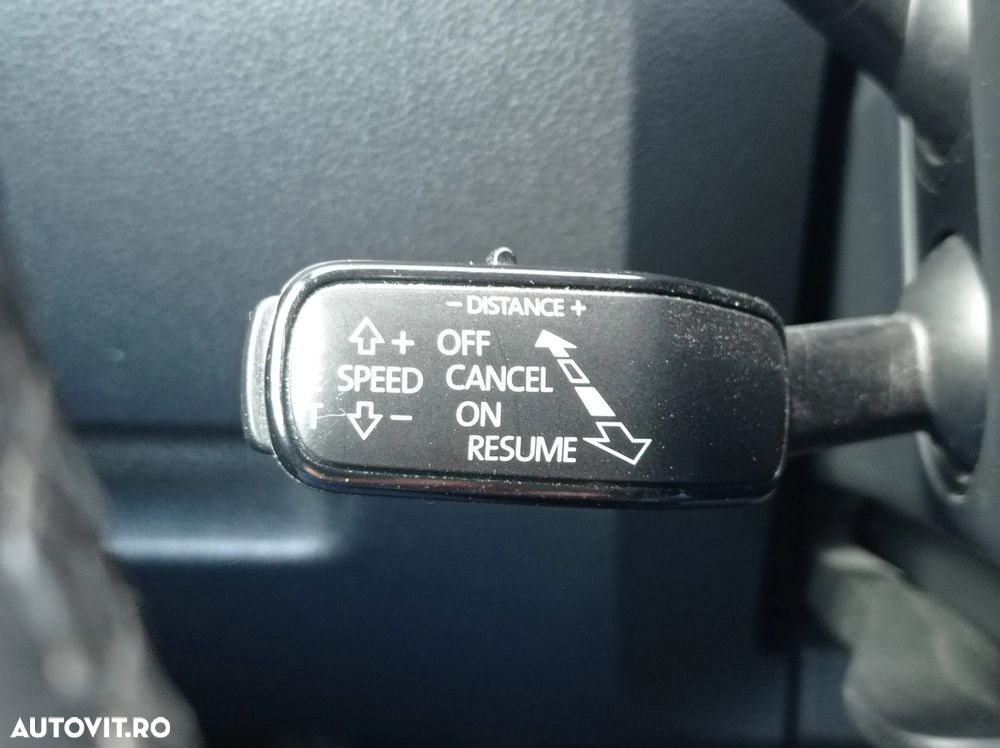 - DISTANCE +
+ OFF
SPEED CANCEL
- ON
RESUME
AUTOVIT.RO